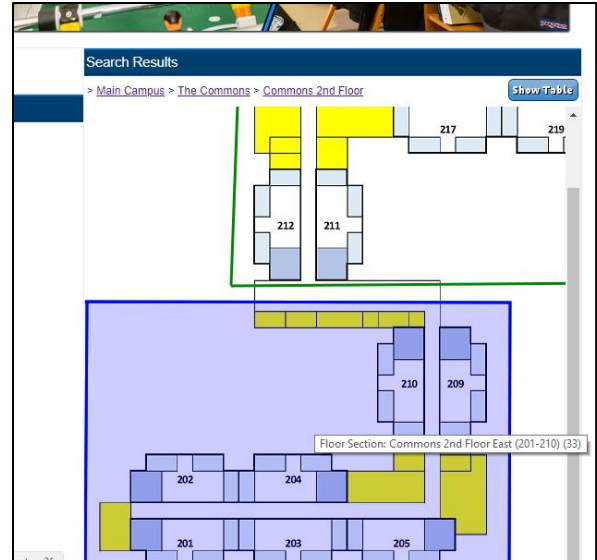 Search Results
> Main Campus > The Commons > Commons 2nd Floor
Show Table
217
219
212
211
210
209
Floor Section: Commons 2nd Floor East (201-210) (33)
202
204
201
203
205